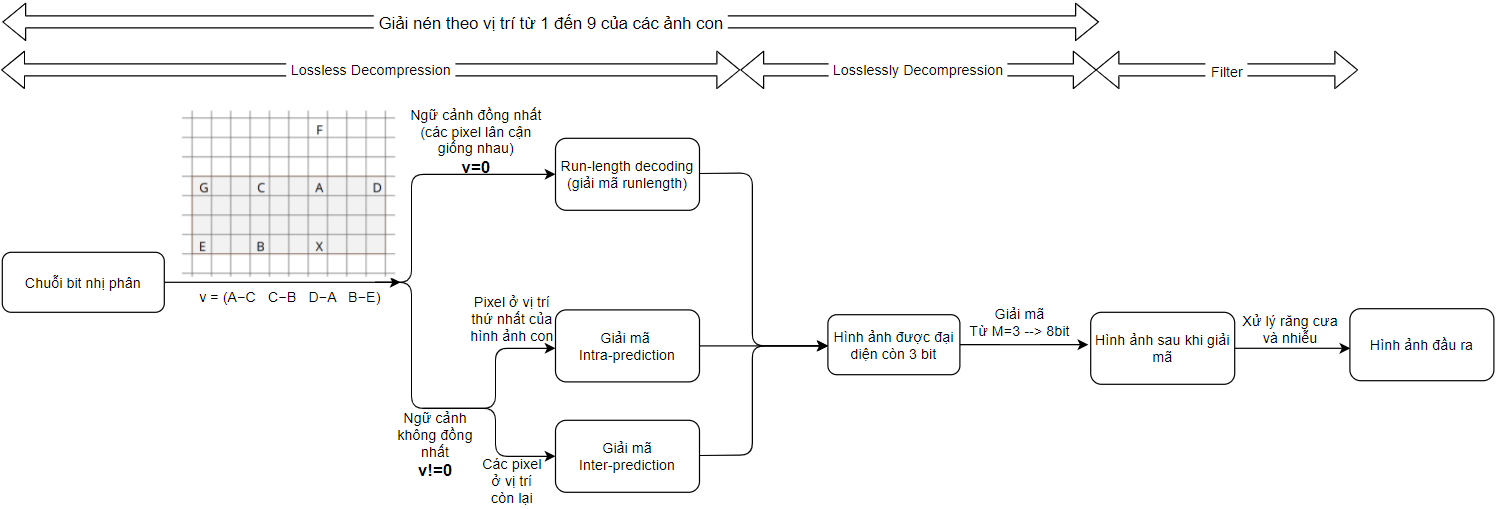 Giải nén theo vị trí từ 1 đến 9 của các ảnh con
Lossless Decompression
Losslessly Decompression
Filter
F
G C A D
E B X
Chuỗi bit nhị phân
v = (A−C C−B D−A B−E)
Ngữ cảnh đồng nhất
(các pixel lân cận
giống nhau)
v=0
Run-length decoding
(giải mã runlength)
Pixel ở vị trí
thứ nhất của
hình ảnh con
Giải mã
Intra-prediction
Ngữ cảnh
không đồng
nhất
v!=0
Các pixel
ở vị trí
còn lại
Giải mã
Inter-prediction
Hình ảnh được đại
diện còn 3 bit
Giải mã
Từ M=3 --> 8bit
Hình ảnh sau khi giải
mã
Xử lý răng cưa
và nhiễu
Hình ảnh đầu ra